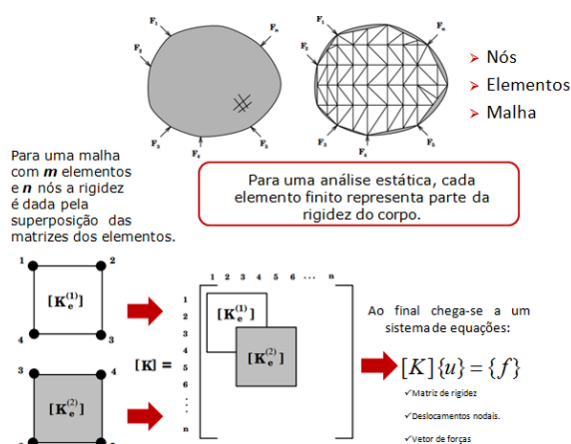 F₁
F₂
F₃
F₄
F₅
Fₙ
F₁
F₂
F₃
F₄
F₅
Fₙ
➢ Nós
➢ Elementos
➢ Malha
Para uma malha
com m elementos
e n nós a rigidez
é dada pela
superposição das
matrizes dos elementos.
Para uma análise estática, cada
elemento finito representa parte da
rigidez do corpo.
1 2
[Kₑ⁽¹⁾]
4 3
3 4
[Kₑ⁽²⁾]
[K] =
1 2 3 4 5 6 ... n
1
2
3
4
5
6
.
.
.
n
[Kₑ⁽¹⁾]
[Kₑ⁽²⁾]
Ao final chega-se a um
sistema de equações:
[K]{u} = {f}
✓Matriz de rigidez
✓Deslocamentos nodais.
✓Vetor de forças